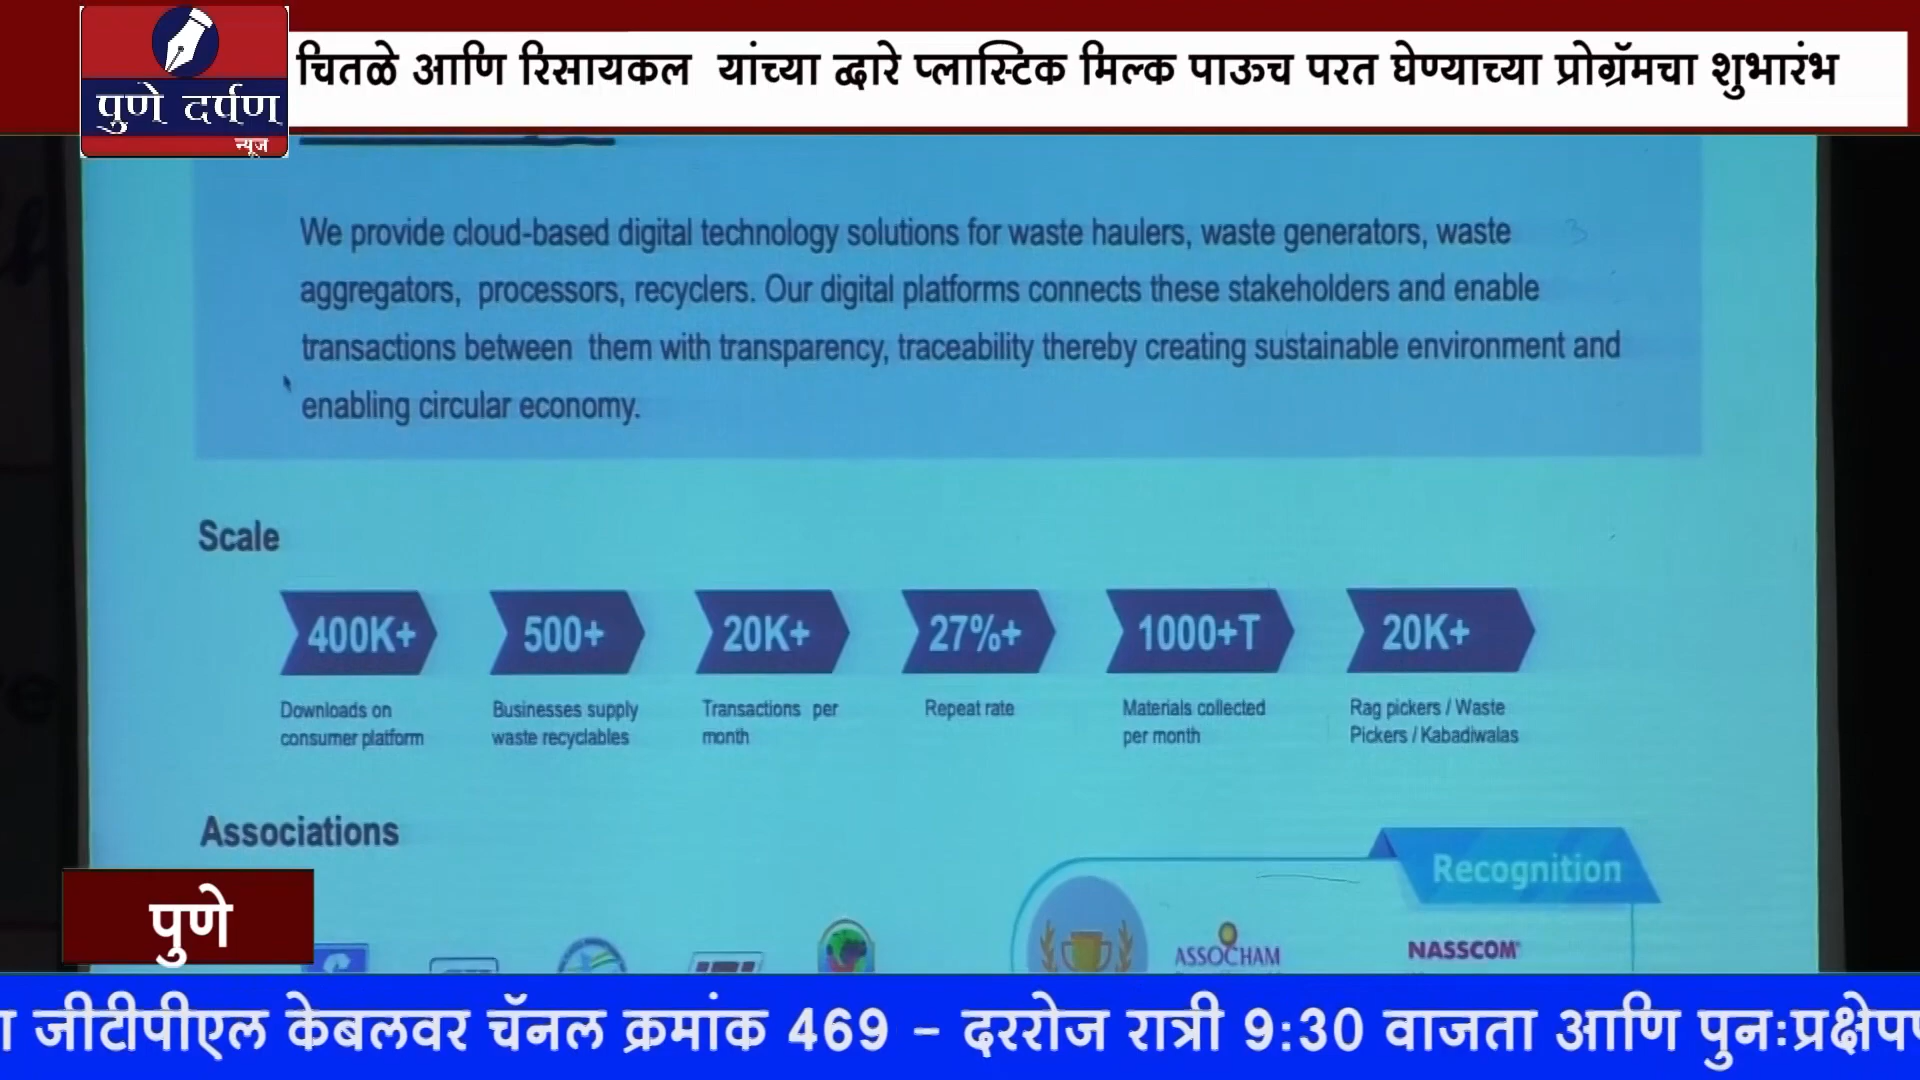 चितळे आणि रिसायकल यांच्या द्वारे प्लास्टिक मिल्क पाऊच परत घेण्याच्या प्रोग्रॅमचा शुभारंभ
पुणे दर्पण
न्यूज
We provide cloud-based digital technology solutions for waste haulers, waste generators, waste
aggregators, processors, recyclers. Our digital platforms connects these stakeholders and enable
transactions between them with transparency, traceability thereby creating sustainable environment and
enabling circular economy.
Scale
400K+ 500+ 20K+ 27%+ 1000+T 20K+
Downloads on Businesses supply Transactions per Repeat rate Materials collected Rag pickers / Waste
consumer platform waste recyclables month per month Pickers / Kabadiwalas
Associations
Recognition
ASSOCHAM NASSCOM
पुणे
जीटीपीएल केबलवर चॅनल क्रमांक 469 - दररोज रात्री 9:30 वाजता आणि